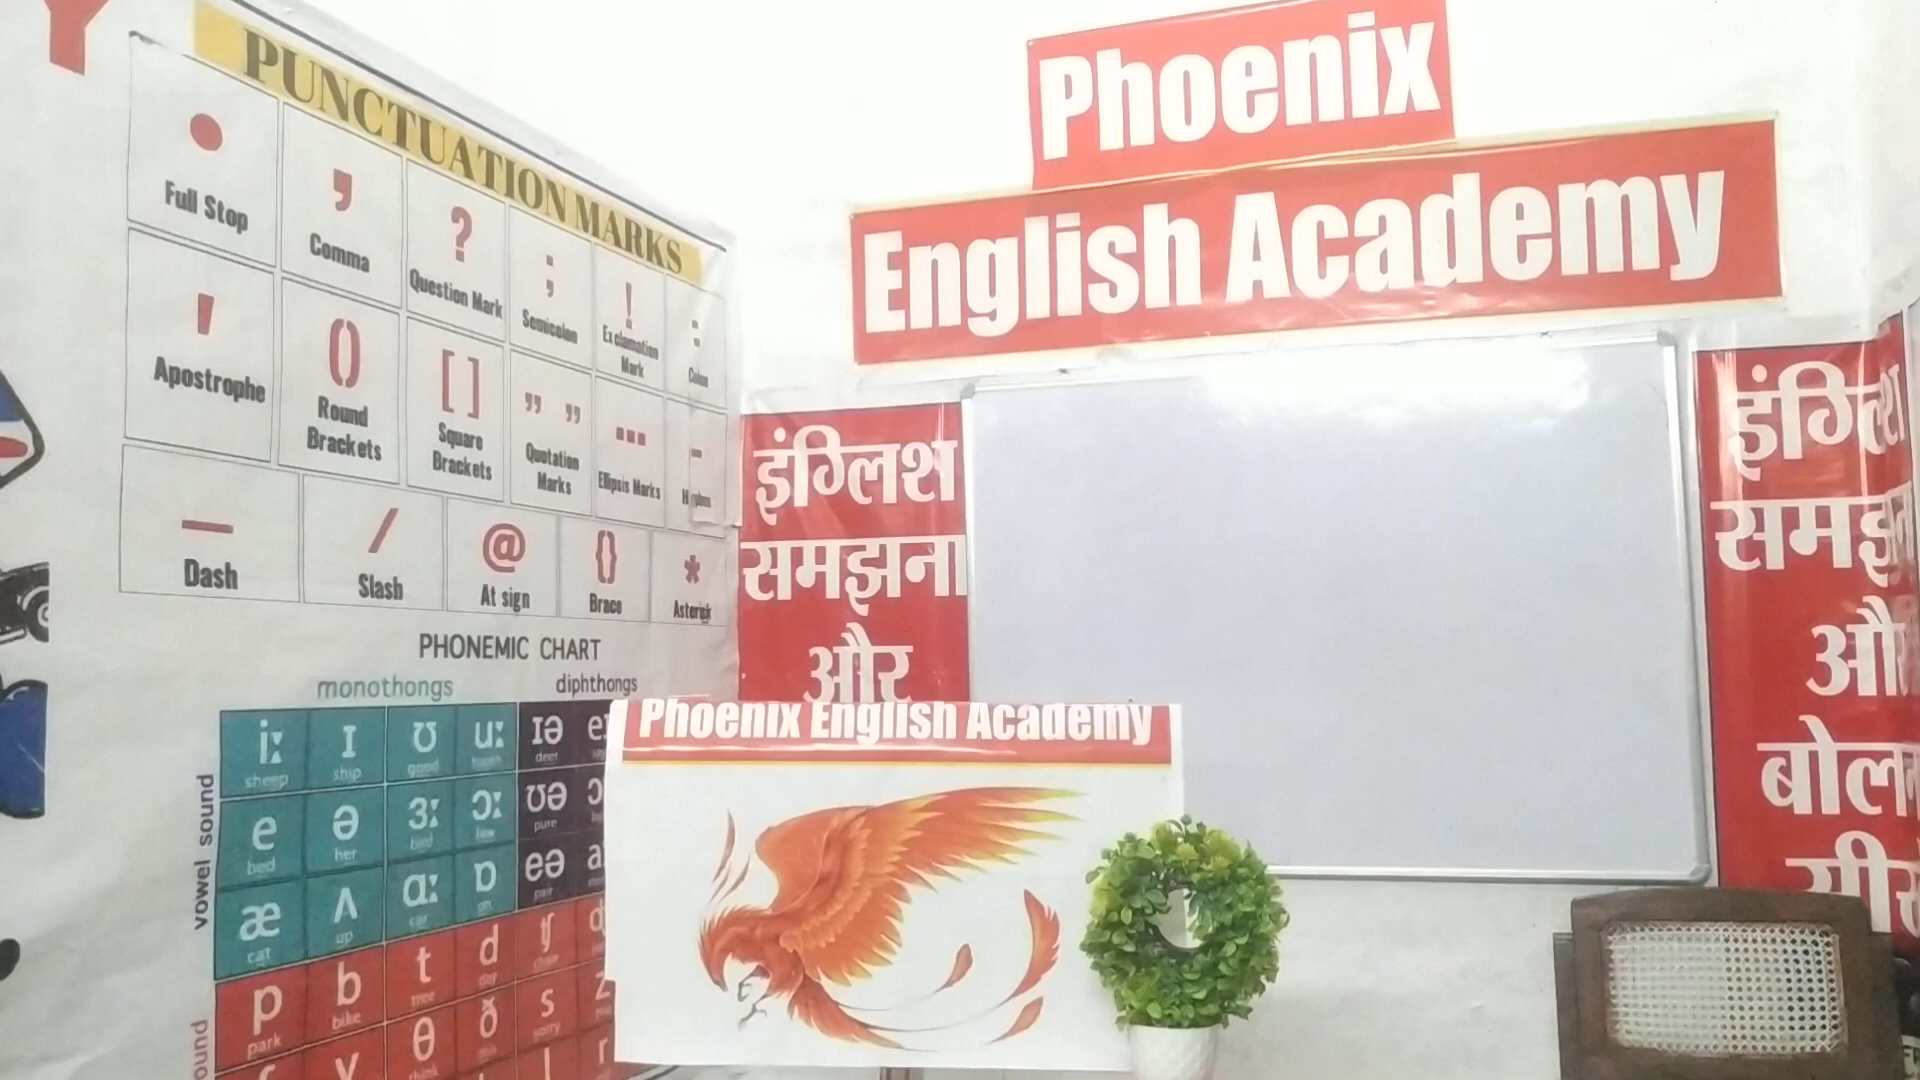 Y
PUNCTUATION MARKS
Full Stop
,
Comma
?
Question Mark
;
Semicolon
!
Exclamation
Mark
:
Colon
'
Apostrophe
()
Round
Brackets
[ ]
Square
Brackets
” ”
Quotation
Marks
...
Ellipsis Marks
-
—
Dash
/
Slash
@
At sign
{}
Brace
*
Asterisk
PHONEMIC CHART
monothongs
diphthongs
vowel sound
iː
sheep
ɪ
ship
ʊ
good
uː
ɪə
deer
e
bed
ə
her
ɜː
bird
ɔː
ʊə
pure
æ
cat
ʌ
up
ɑː
car
ɒ
on
eə
pair
p
park
b
bike
t
tree
d
day
ʧ
chair
v
θ
think
ð
s
sorry
z
r
Phoenix
English Academy
इंग्लिश
समझना
और
Phoenix English Academy
इंग्लिश
समझना
और